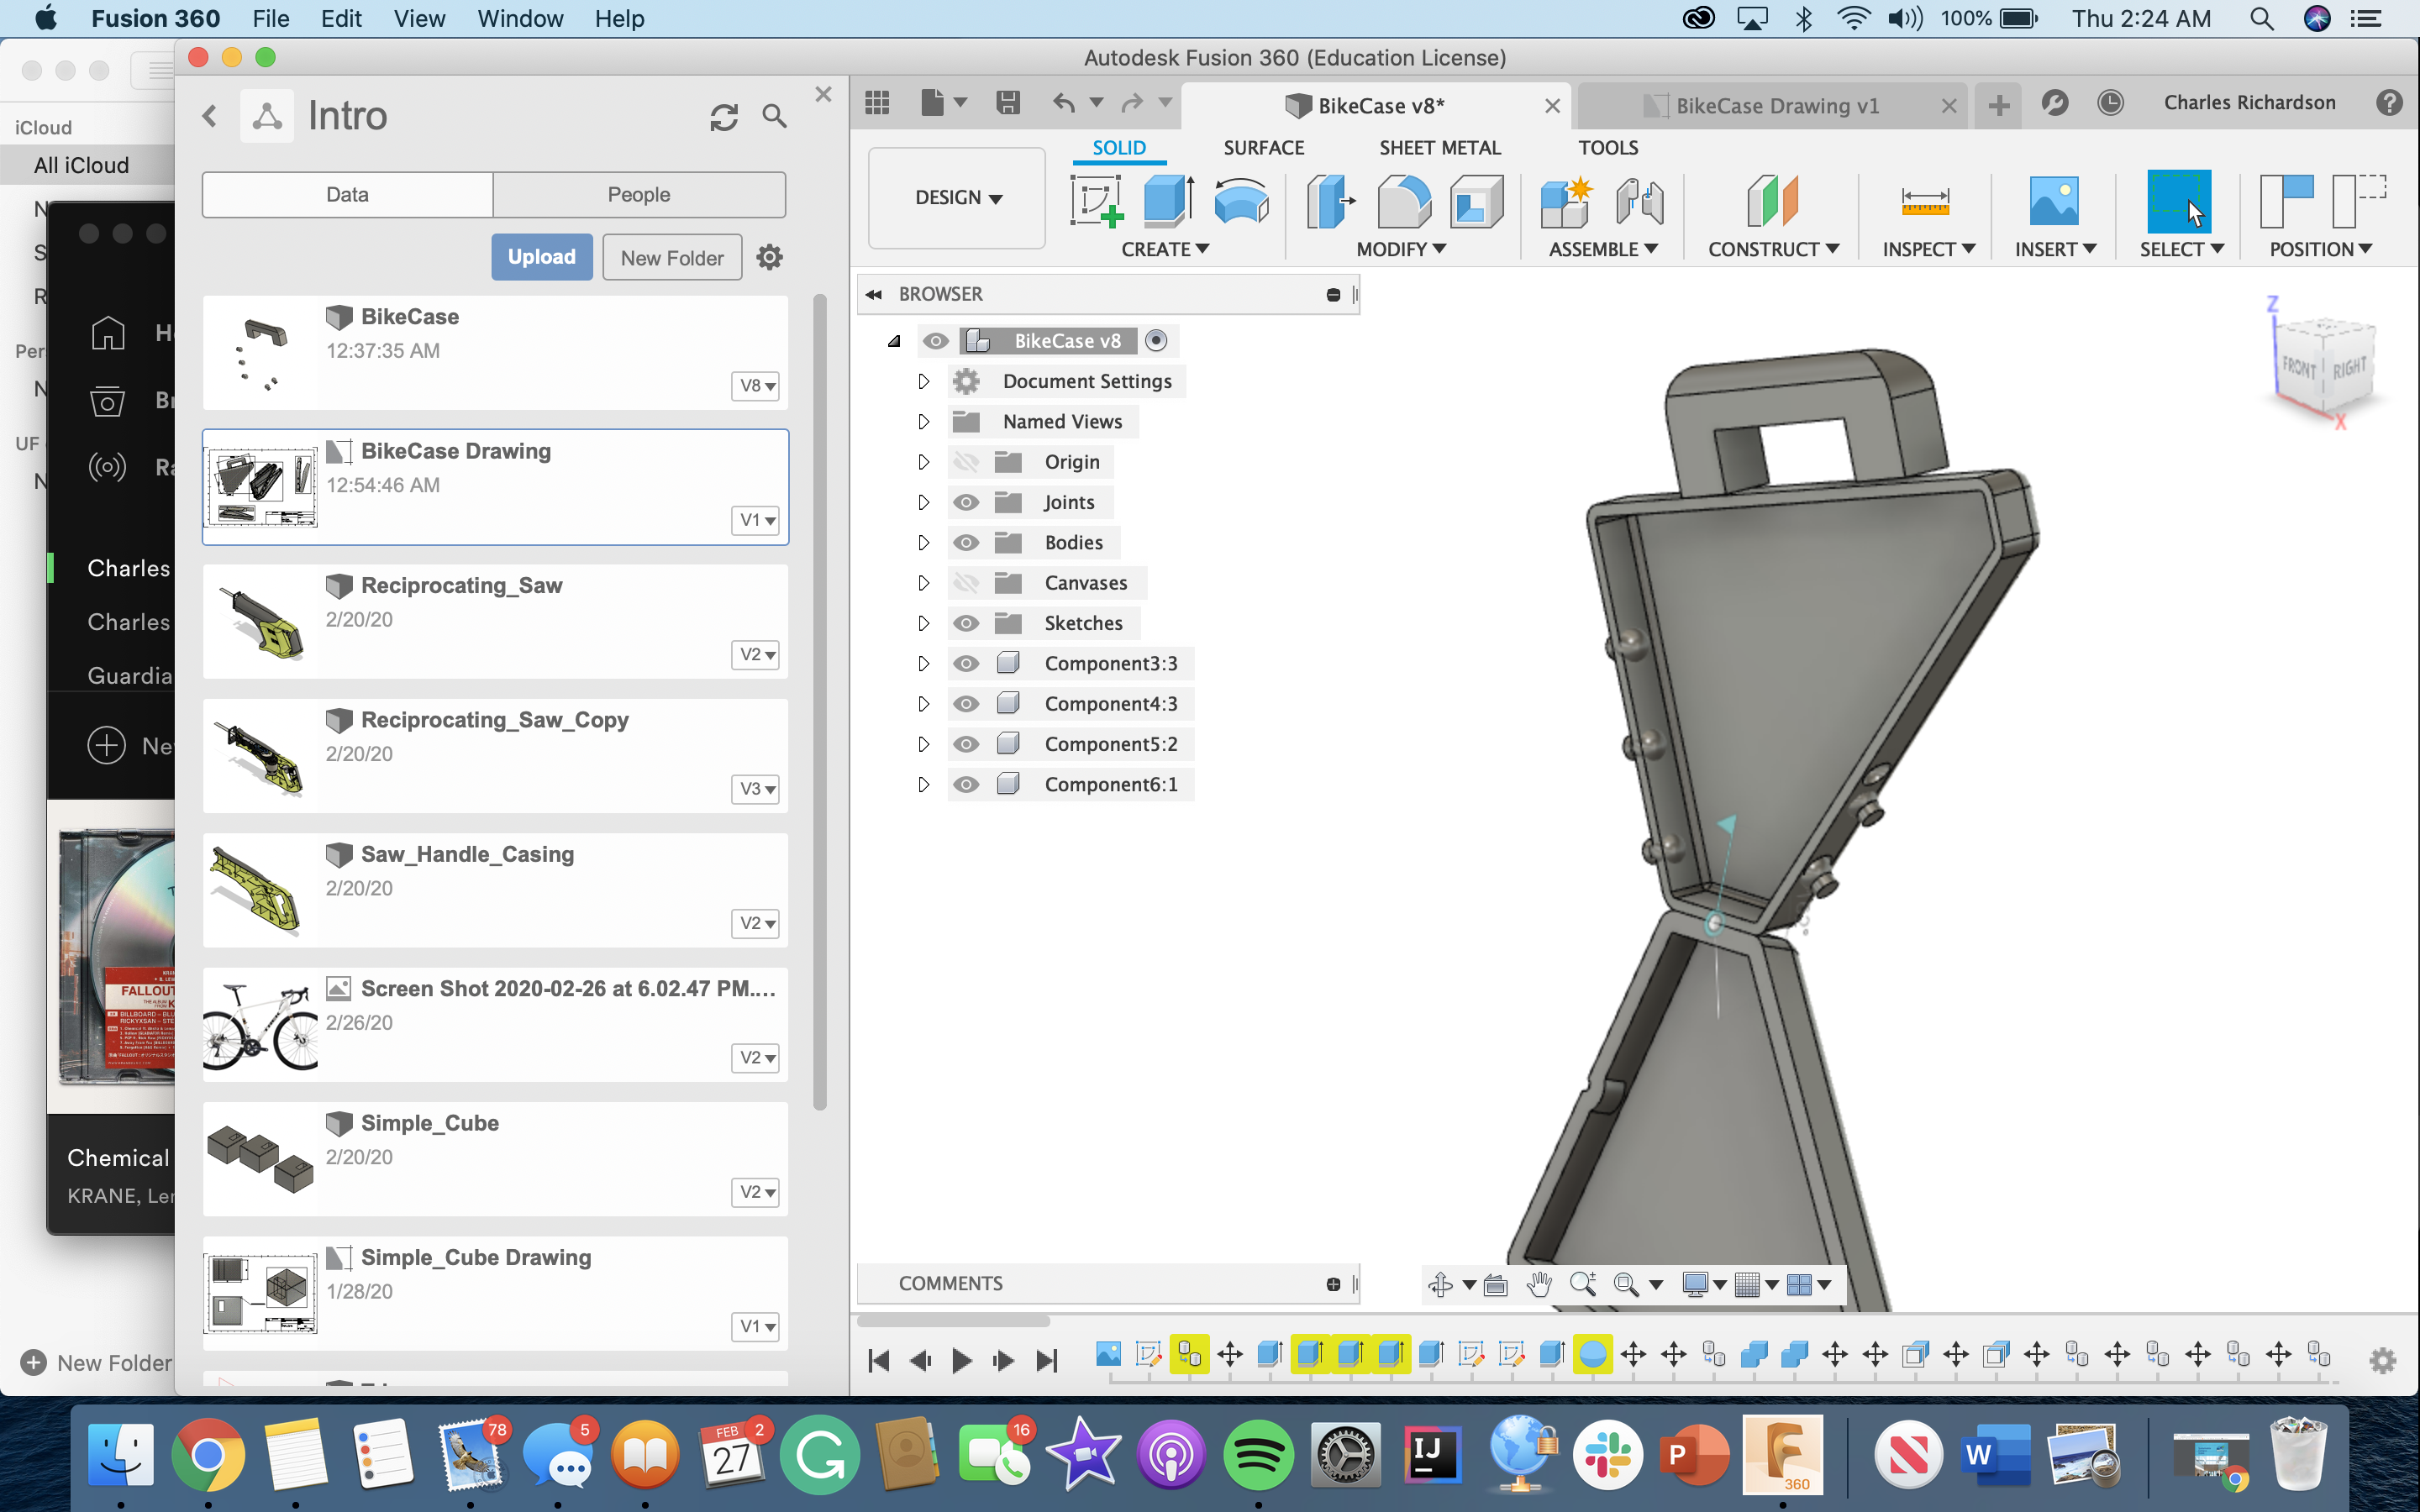 Fusion 360 File Edit View Window Help 100% Thu 2:24 AM
Autodesk Fusion 360 (Education License)
iCloud
All iCloud
N
S
R
Per
N
UF
N
New Folder
H
Br
Ra
Charles
Charles
Guardia
Ne
FALLOUT
Chemical
KRANE, Ler
Intro
Data People
Upload New Folder
BikeCase
12:37:35 AM
V8
BikeCase Drawing
12:54:46 AM
V1
Reciprocating_Saw
2/20/20
V2
Reciprocating_Saw_Copy
2/20/20
V3
Saw_Handle_Casing
2/20/20
V2
Screen Shot 2020-02-26 at 6.02.47 PM....
2/26/20
V2
Simple_Cube
2/20/20
V2
Simple_Cube Drawing
1/28/20
V1
BikeCase v8* BikeCase Drawing v1 Charles Richardson ?
SOLID SURFACE SHEET METAL TOOLS
DESIGN
CREATE MODIFY ASSEMBLE CONSTRUCT INSPECT INSERT SELECT POSITION
BROWSER
BikeCase v8
Document Settings
Named Views
Origin
Joints
Bodies
Canvases
Sketches
Component3:3
Component4:3
Component5:2
Component6:1
Z
FRONT RIGHT
X
COMMENTS
78
5
FEB 2
27
16
IJ
P
F
360
N
W